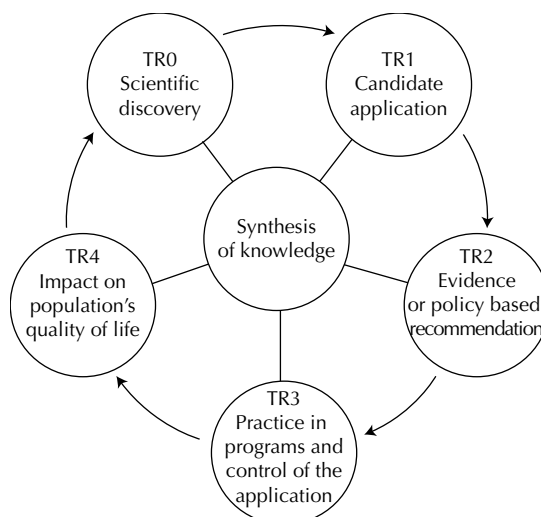 TR0
Scientific
discovery
TR1
Candidate
application
Synthesis
of knowledge
TR4
Impact on
population's
quality of life
TR2
Evidence
or policy based
recommendation
TR3
Practice in
programs and
control of the
application